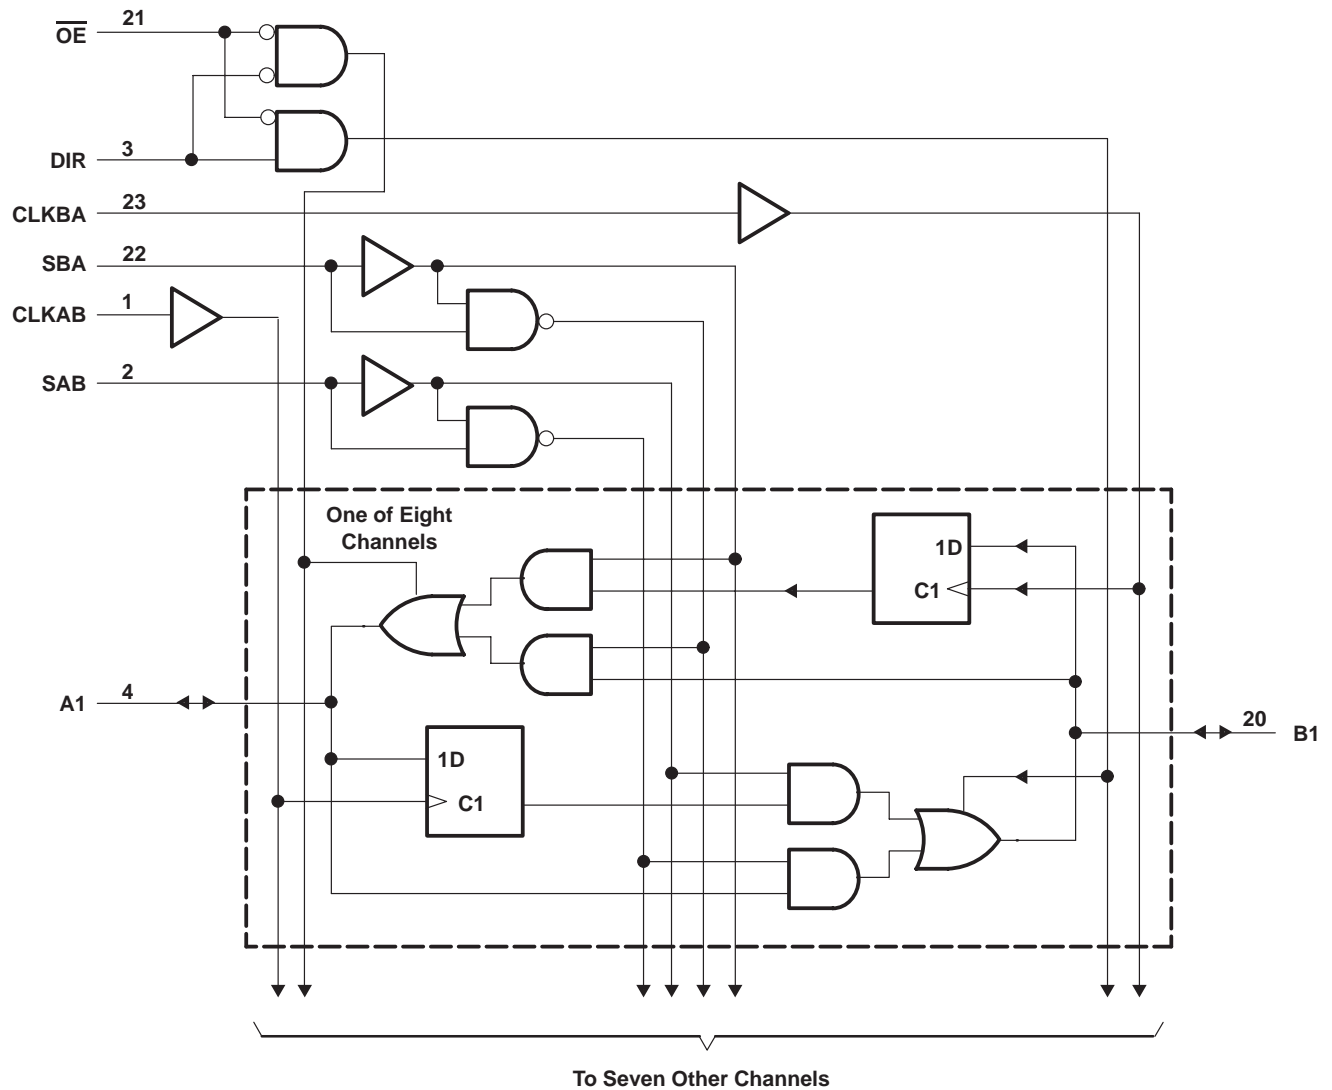 OE
21
DIR
3
CLKBA
23
SBA
22
CLKAB
1
SAB
2
One of Eight
Channels
1D
C1
A1
4
1D
C1
20
B1
To Seven Other Channels